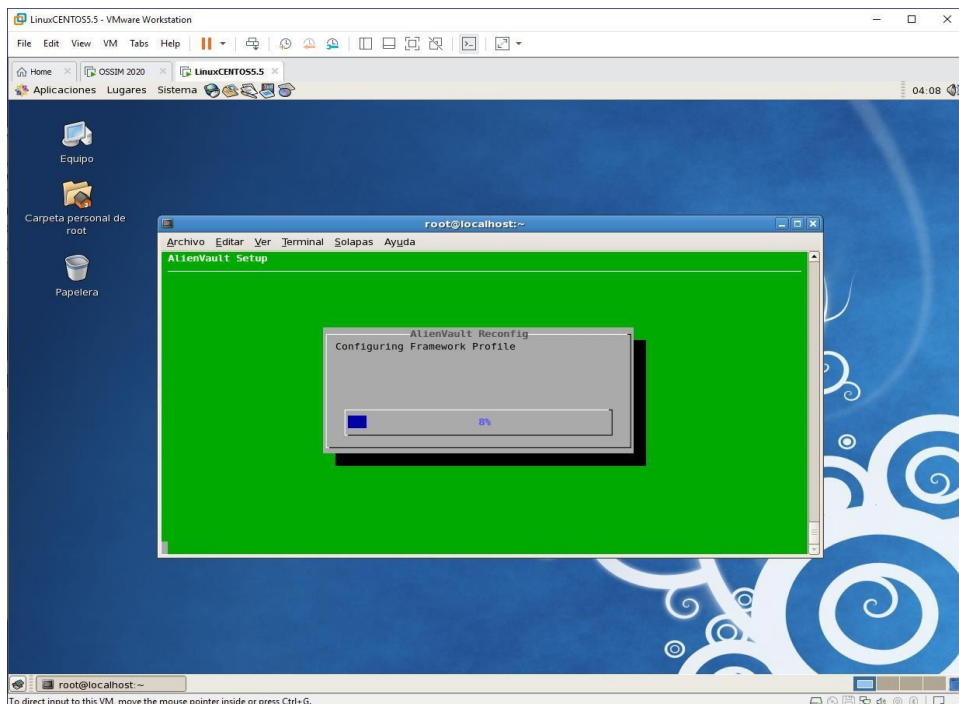 LinuxCENTOS5.5 - VMware Workstation
File Edit View VM Tabs Help
Home OSSIM 2020 LinuxCENTOS5.5
Aplicaciones Lugares Sistema 04:08
Equipo
Carpeta personal de
root
Papelera
root@localhost:~
Archivo Editar Ver Terminal Solapas Ayuda
AlienVault Setup
AlienVault Reconfig
Configuring Framework Profile
8%
root@localhost:~
To direct input to this VM, move the mouse pointer inside or press Ctrl+G.